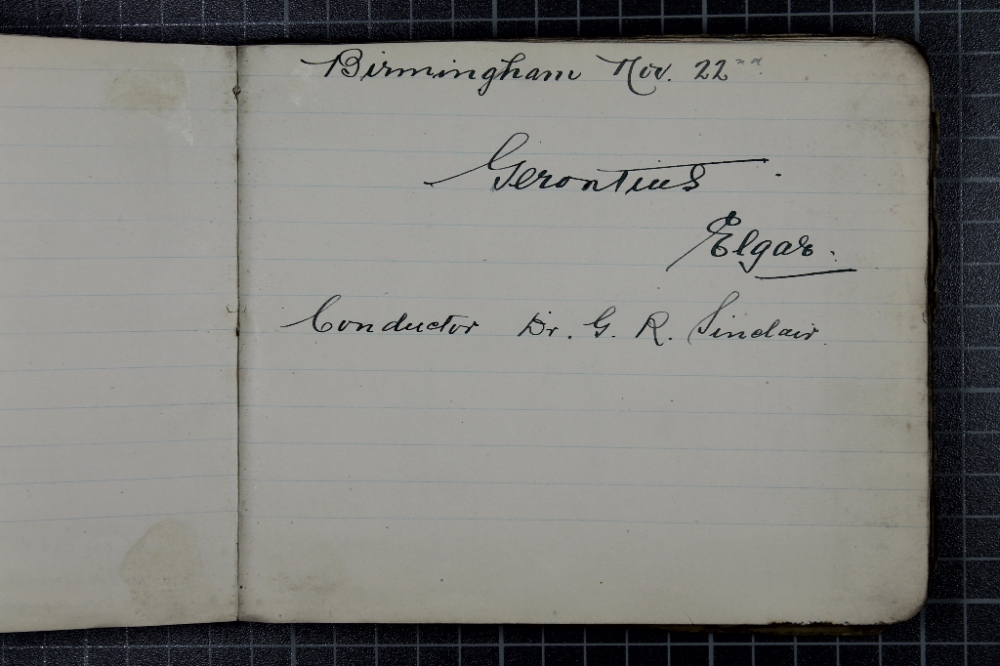 Birmingham Nov. 22nd
Gerontius.
Elgar.
Conductor Dr. G. R. Sinclair